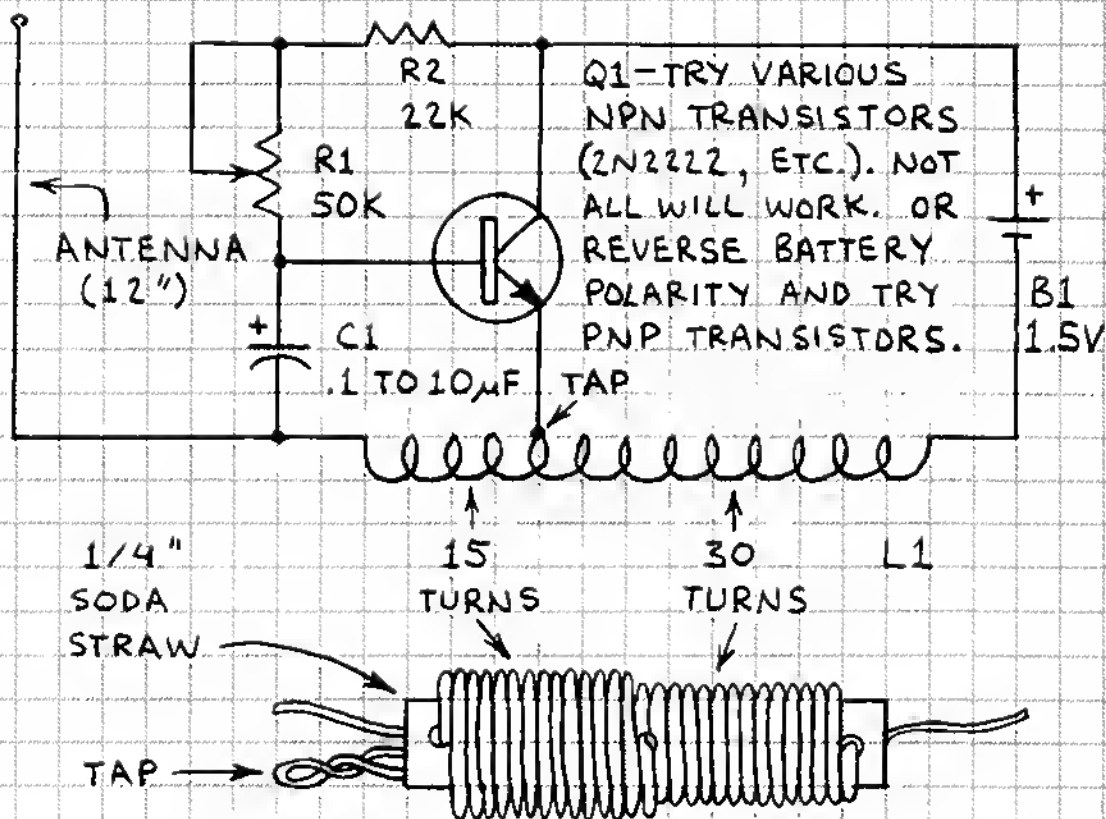 R2
22K
R1
50K
ANTENNA
(12")
+
C1
.1 TO 10µF
Q1-TRY VARIOUS
NPN TRANSISTORS
(2N2222, ETC.). NOT
ALL WILL WORK. OR
REVERSE BATTERY
POLARITY AND TRY
PNP TRANSISTORS.
+
B1
1.5V
TAP
15
TURNS
30
TURNS
L1
1/4"
SODA
STRAW
TAP